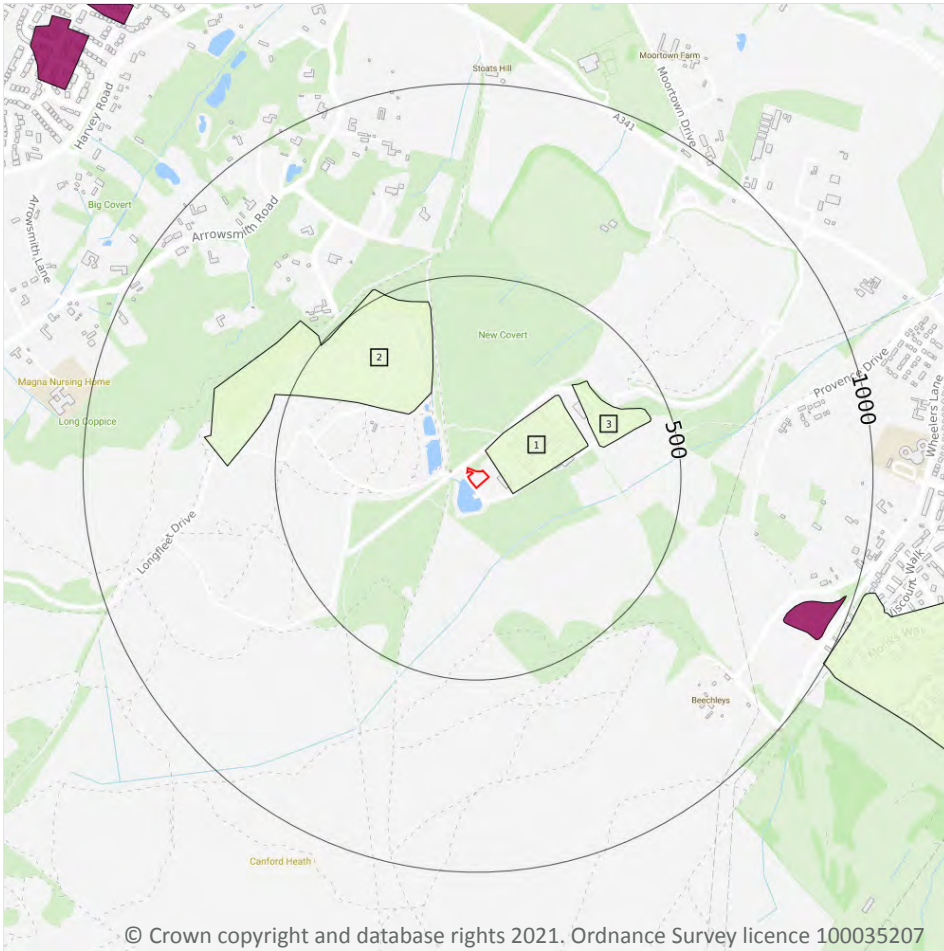 Stoats Hill
Moortown Farm
Moortown Drive
A341
Harvey Road
Big Covert
Arrowsmith Road
Arrowsmith Lane
New Covert
2
Magna Nursing Home
Long Coppice
Provence Drive
1000
Wheelers Lane
3
500
1
Longfleet Drive
Viscount Walk
Monks Way
Beechleys
Canford Heath
© Crown copyright and database rights 2021. Ordnance Survey licence 100035207